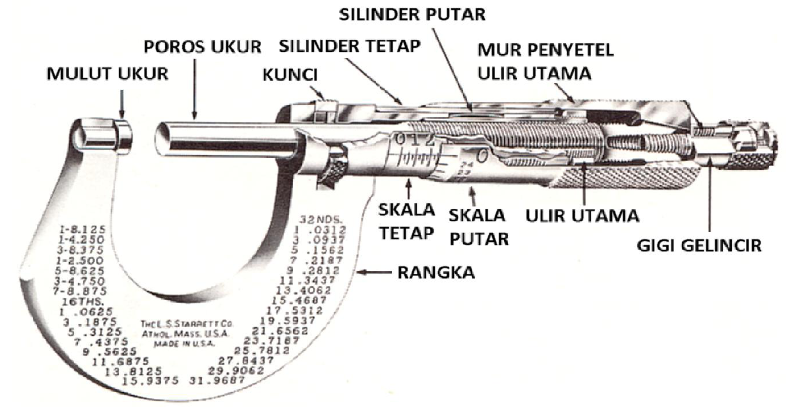 SILINDER PUTAR
POROS UKUR
SILINDER TETAP
MUR PENYETEL
ULIR UTAMA
MULUT UKUR
KUNCI
0 1 2
0
24
23
SKALA
TETAP
SKALA
PUTAR
ULIR UTAMA
GIGI GELINCIR
RANGKA
1-8.125
1-4.250
3-8.375
1-2.500
5-8.625
3-4.750
7-8.875
16THS.
1 .0625
3 .1875
5 .3125
7 .4375
9 .5625
11.6875
13.8125
15.9375
THE L.S. STARRETT CO.
ATHOL, MASS. U.S.A.
MADE IN U.S.A.
32NDS.
1 .0312
3 .0937
5 .1562
7 .2187
9 .2812
11.3437
13.4062
15.4687
17.5312
19.5937
21.6562
23.7187
25.7812
27.8437
29.9062
31.9687